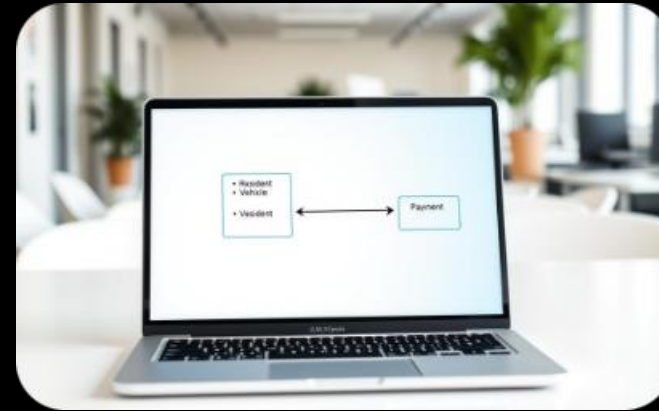 • Resident
• Vehicle
• Vesident
Payment